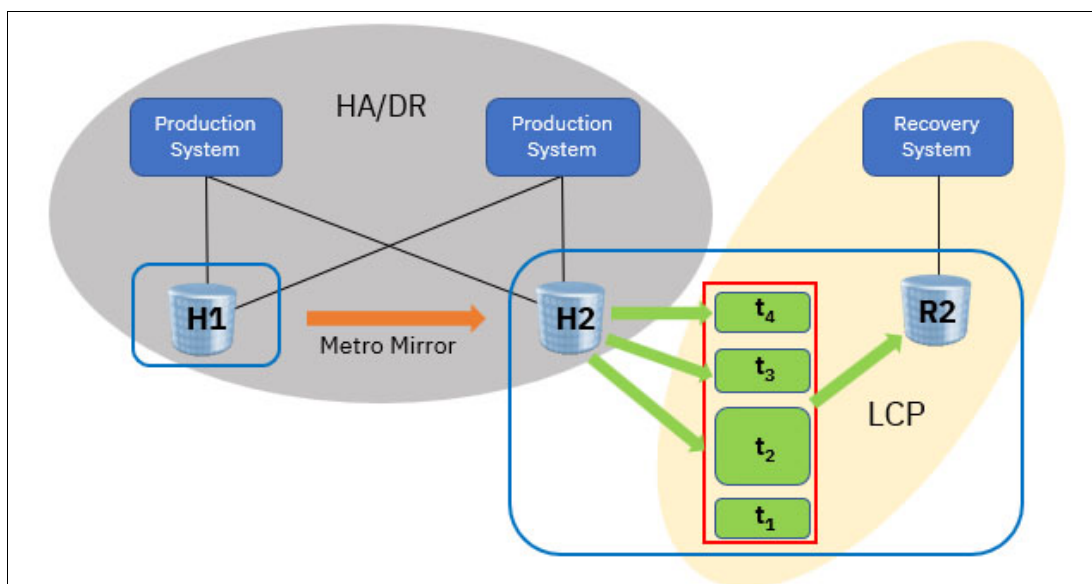 HA/DR
Production
System
Production
System
Recovery
System
H1
Metro Mirror
H2
t4
t3
t2
t1
R2
LCP